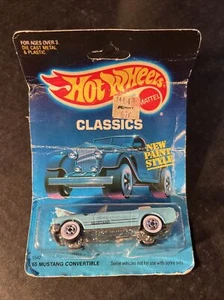 FOR AGES OVER 3
DIE CAST METAL
& PLASTIC
Hot Wheels
MATTEL
CLASSICS
NEW
PAINT
STYLE
'65 MUSTANG CONVERTIBLE